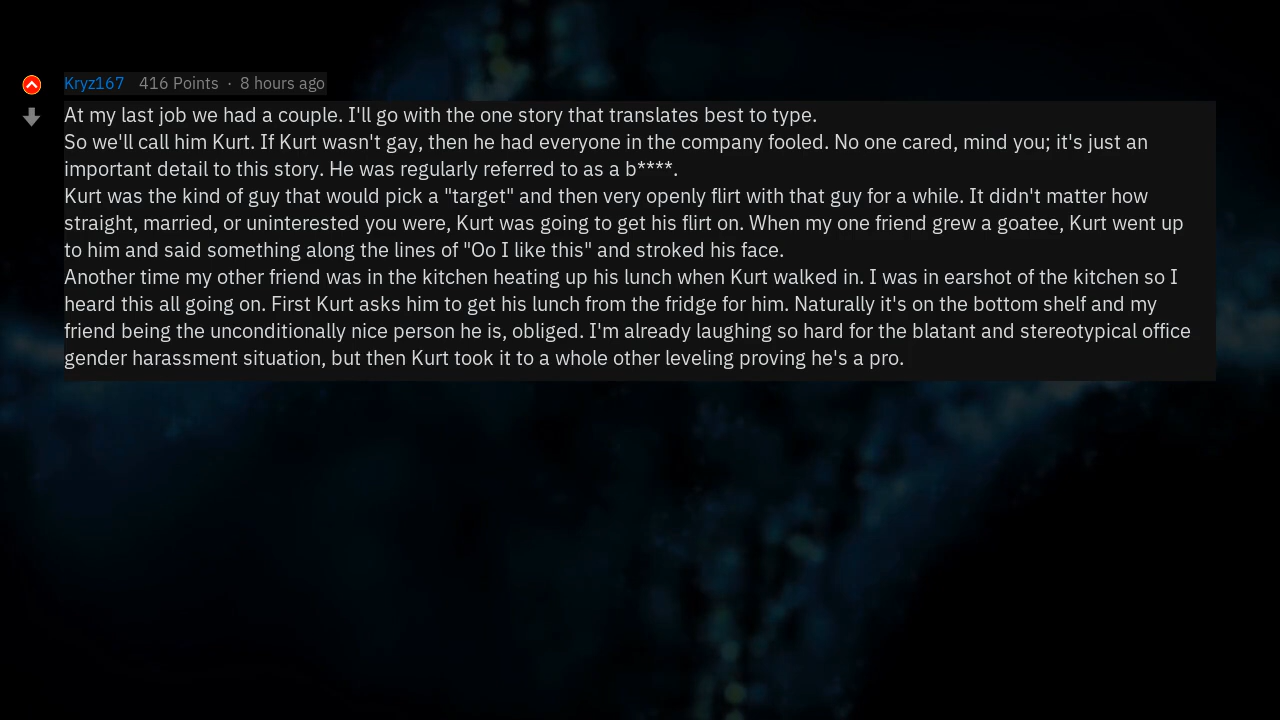 Kryz167 416 Points · 8 hours ago
At my last job we had a couple. I'll go with the one story that translates best to type.
So we'll call him Kurt. If Kurt wasn't gay, then he had everyone in the company fooled. No one cared, mind you; it's just an
important detail to this story. He was regularly referred to as a b****.
Kurt was the kind of guy that would pick a "target" and then very openly flirt with that guy for a while. It didn't matter how
straight, married, or uninterested you were, Kurt was going to get his flirt on. When my one friend grew a goatee, Kurt went up
to him and said something along the lines of "Oo I like this" and stroked his face.
Another time my other friend was in the kitchen heating up his lunch when Kurt walked in. I was in earshot of the kitchen so I
heard this all going on. First Kurt asks him to get his lunch from the fridge for him. Naturally it's on the bottom shelf and my
friend being the unconditionally nice person he is, obliged. I'm already laughing so hard for the blatant and stereotypical office
gender harassment situation, but then Kurt took it to a whole other leveling proving he's a pro.